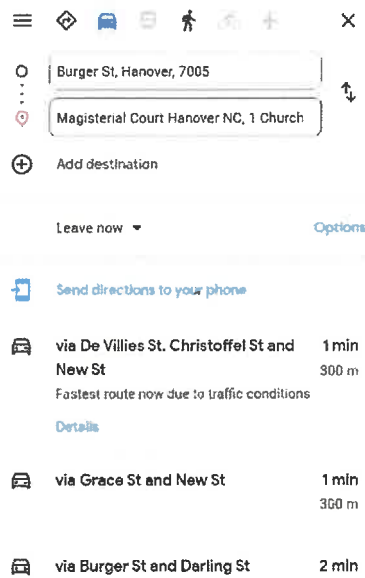 Burger St, Hanover, 7005
Magisterial Court Hanover NC, 1 Church
Add destination
Leave now
Options
Send directions to your phone
via De Villies St. Christoffel St and 1 min
New St 300 m
Fastest route now due to traffic conditions
Details
via Grace St and New St 1 min
300 m
via Burger St and Darling St 2 min